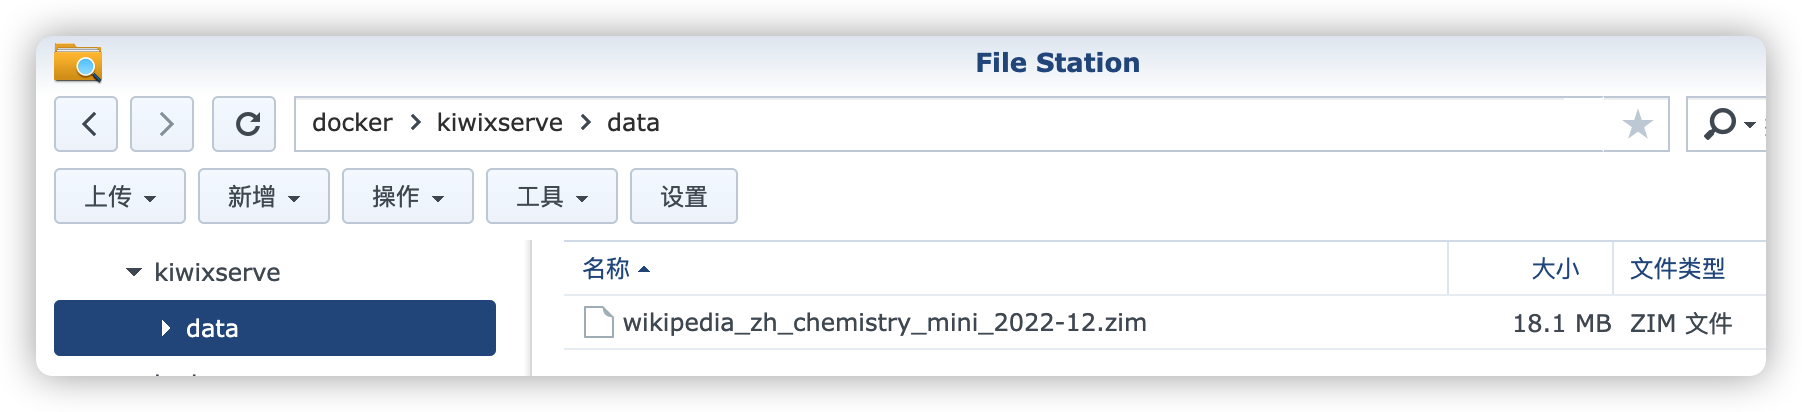 File Station
docker > kiwixserve > data
上传 新增 操作 工具 设置
kiwixserve
data
名称 大小 文件类型
wikipedia_zh_chemistry_mini_2022-12.zim 18.1 MB ZIM 文件